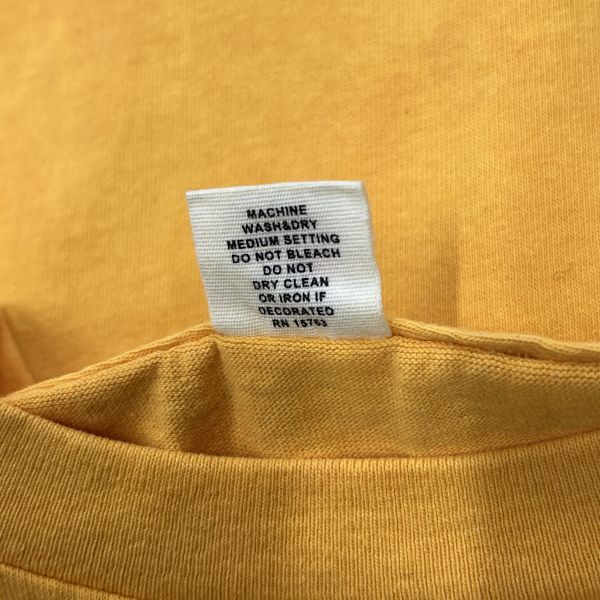 MACHINE
WASH&DRY
MEDIUM SETTING
DO NOT BLEACH
DO NOT
DRY CLEAN
OR IRON IF
DECORATED
RN 15763